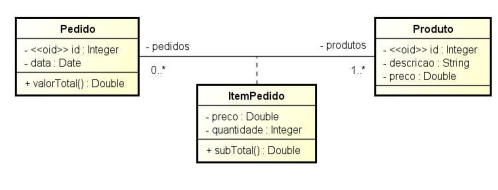 Pedido
- <<oid>> id : Integer
- data : Date
+ valorTotal() : Double
- pedidos
0..*
- produtos
1..*
Produto
- <<oid>> id : Integer
- descricao : String
- preco : Double
ItemPedido
- preco : Double
- quantidade : Integer
+ subTotal() : Double